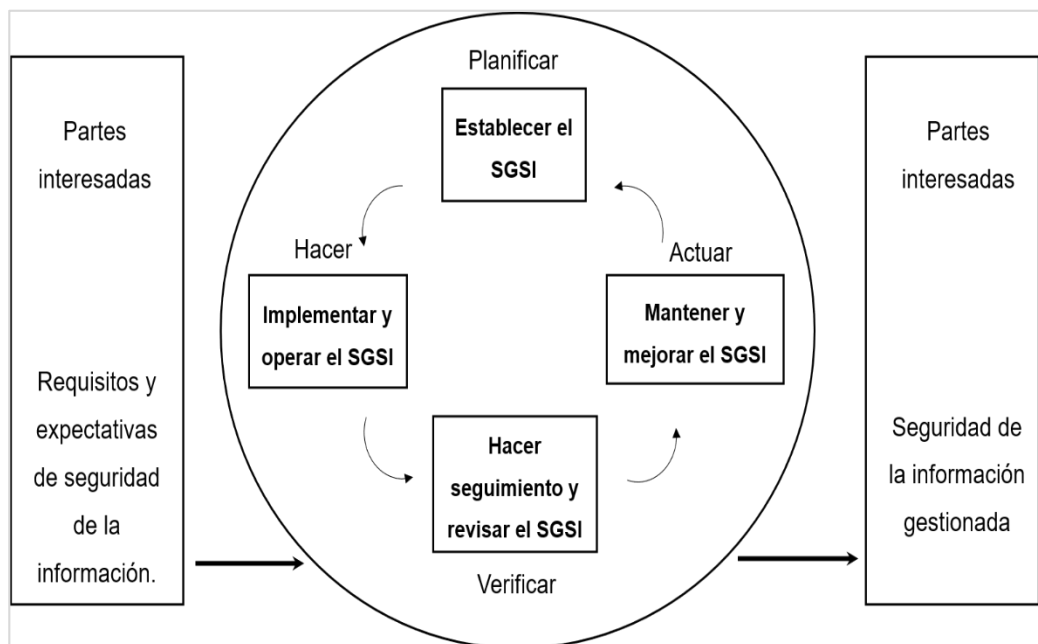 Partes
interesadas
Requisitos y
expectativas
de seguridad
de la
información.
Planificar
Establecer el
SGSI
Hacer
Implementar y
operar el SGSI
Hacer
seguimiento y
revisar el SGSI
Verificar
Actuar
Mantener y
mejorar el SGSI
Partes
interesadas
Seguridad de
la información
gestionada